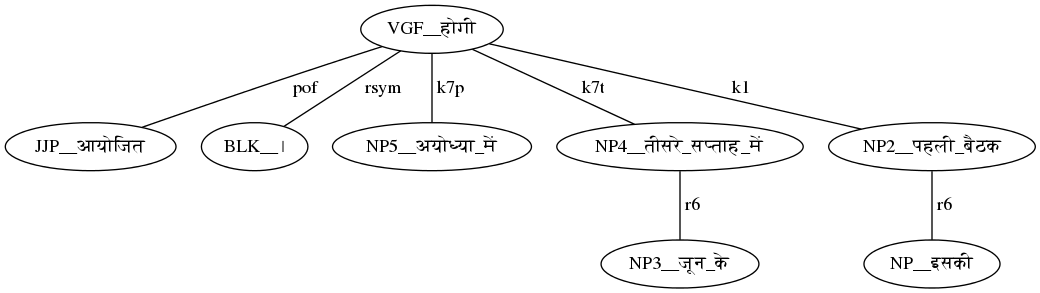 VGF__होगी
pof
rsym
k7p
k7t
k1
JJP__आयोजित
BLK__।
NP5__अयोध्या_में
NP4__तीसरे_सप्ताह_में
NP2__पहली_बैठक
r6
r6
NP3__जून_के
NP__इसकी